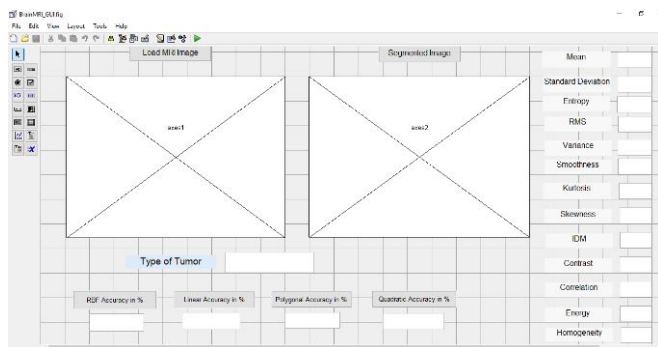 BrainMRI_GUI.fig
File Edit View Layout Tools Help
Load MRI Image
Segmented Image
axes1
axes2
Mean
Standard Deviation
Entropy
RMS
Variance
Smoothness
Kurtosis
Skewness
IDM
Contrast
Correlation
Energy
Homogeneity
Type of Tumor
RBF Accuracy in %
Linear Accuracy in %
Polygonal Accuracy in %
Quadratic Accuracy in %